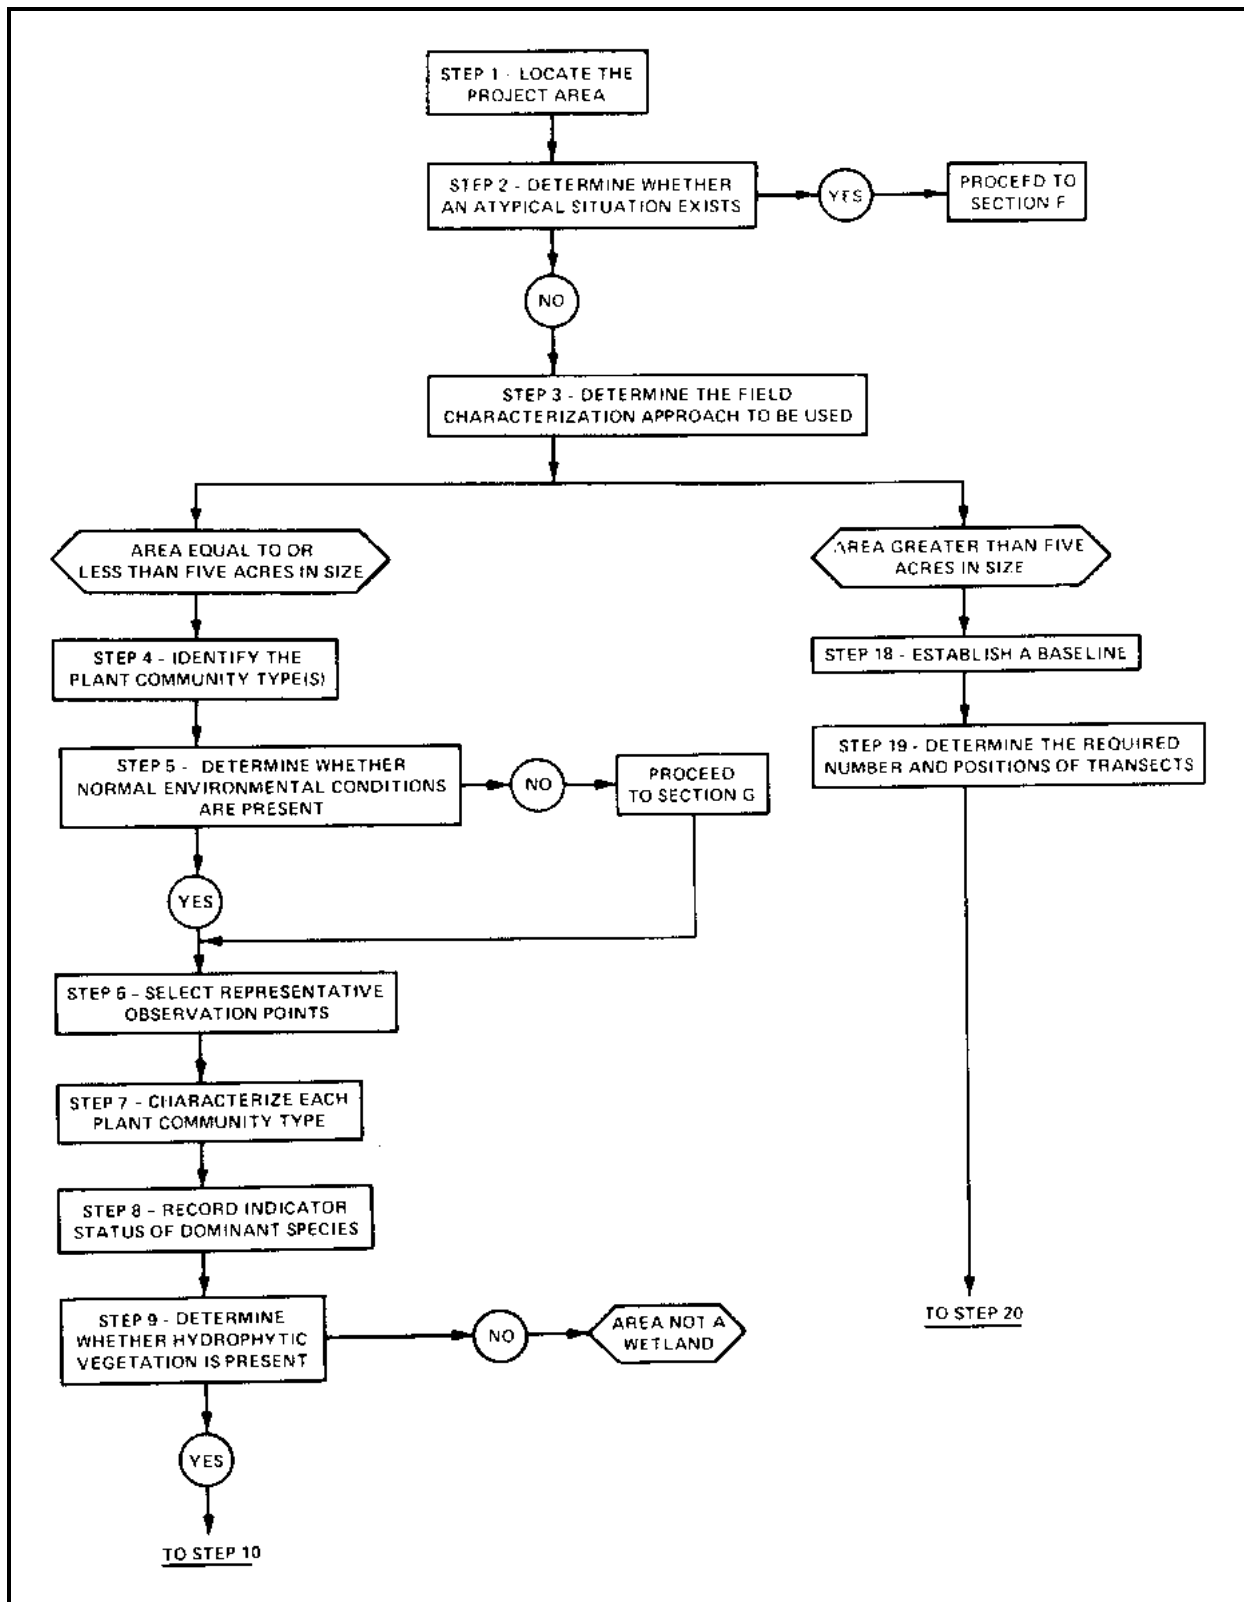 STEP 1 - LOCATE THE
PROJECT AREA
STEP 2 - DETERMINE WHETHER
AN ATYPICAL SITUATION EXISTS
YES
PROCEED TO
SECTION F
NO
STEP 3 - DETERMINE THE FIELD
CHARACTERIZATION APPROACH TO BE USED
AREA EQUAL TO OR
LESS THAN FIVE ACRES IN SIZE
AREA GREATER THAN FIVE
ACRES IN SIZE
STEP 4 - IDENTIFY THE
PLANT COMMUNITY TYPE(S)
STEP 18 - ESTABLISH A BASELINE
STEP 5 - DETERMINE WHETHER
NORMAL ENVIRONMENTAL CONDITIONS
ARE PRESENT
NO
PROCEED
TO SECTION G
STEP 19 - DETERMINE THE REQUIRED
NUMBER AND POSITIONS OF TRANSECTS
YES
STEP 6 - SELECT REPRESENTATIVE
OBSERVATION POINTS
STEP 7 - CHARACTERIZE EACH
PLANT COMMUNITY TYPE
STEP 8 - RECORD INDICATOR
STATUS OF DOMINANT SPECIES
STEP 9 - DETERMINE
WHETHER HYDROPHYTIC
VEGETATION IS PRESENT
NO
AREA NOT A
WETLAND
TO STEP 20
YES
TO STEP 10